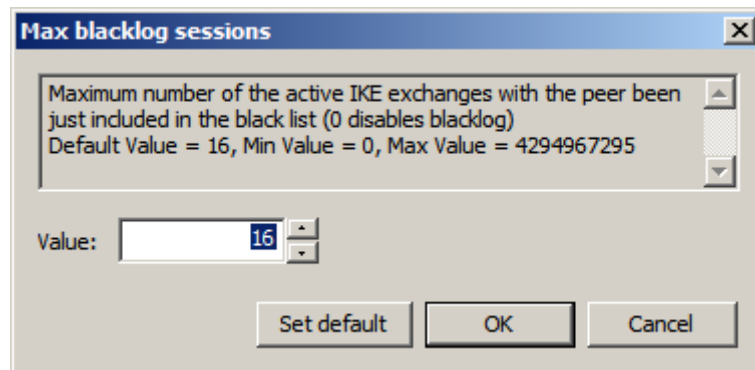 Max blacklog sessions
Maximum number of the active IKE exchanges with the peer been
just included in the black list (0 disables blacklog)
Default Value = 16, Min Value = 0, Max Value = 4294967295
Value: 16
Set default OK Cancel